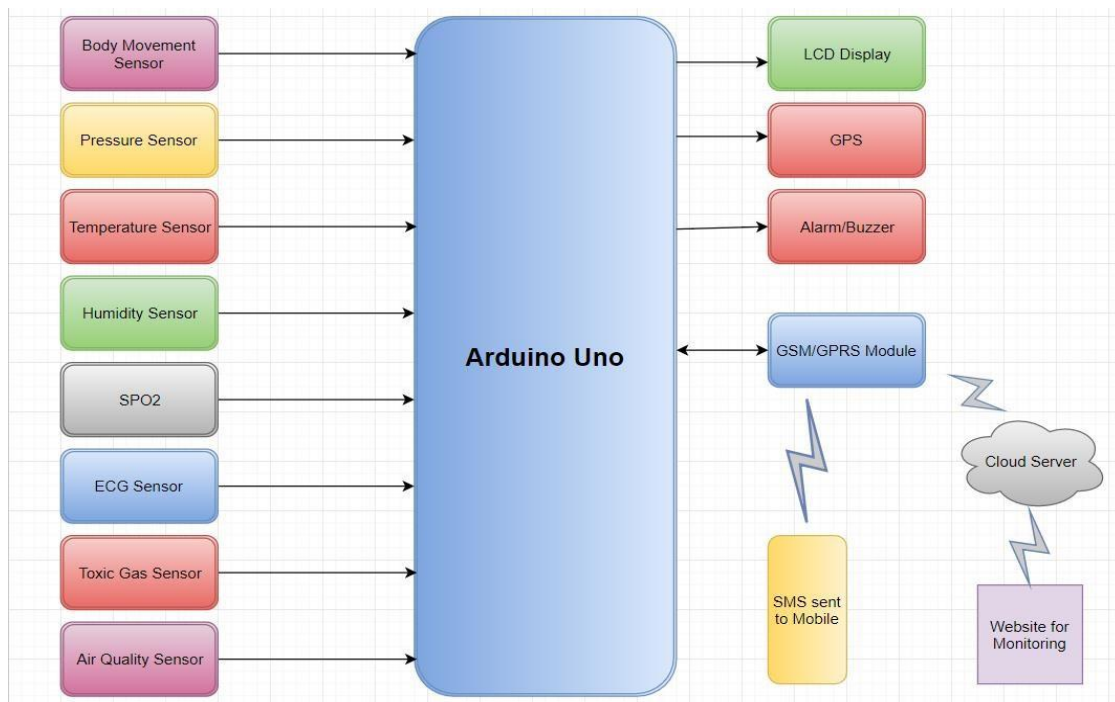 Body Movement
Sensor
Pressure Sensor
Temperature Sensor
Humidity Sensor
SPO2
ECG Sensor
Toxic Gas Sensor
Air Quality Sensor
Arduino Uno
LCD Display
GPS
Alarm/Buzzer
GSM/GPRS Module
Cloud Server
SMS sent
to Mobile
Website for
Monitoring